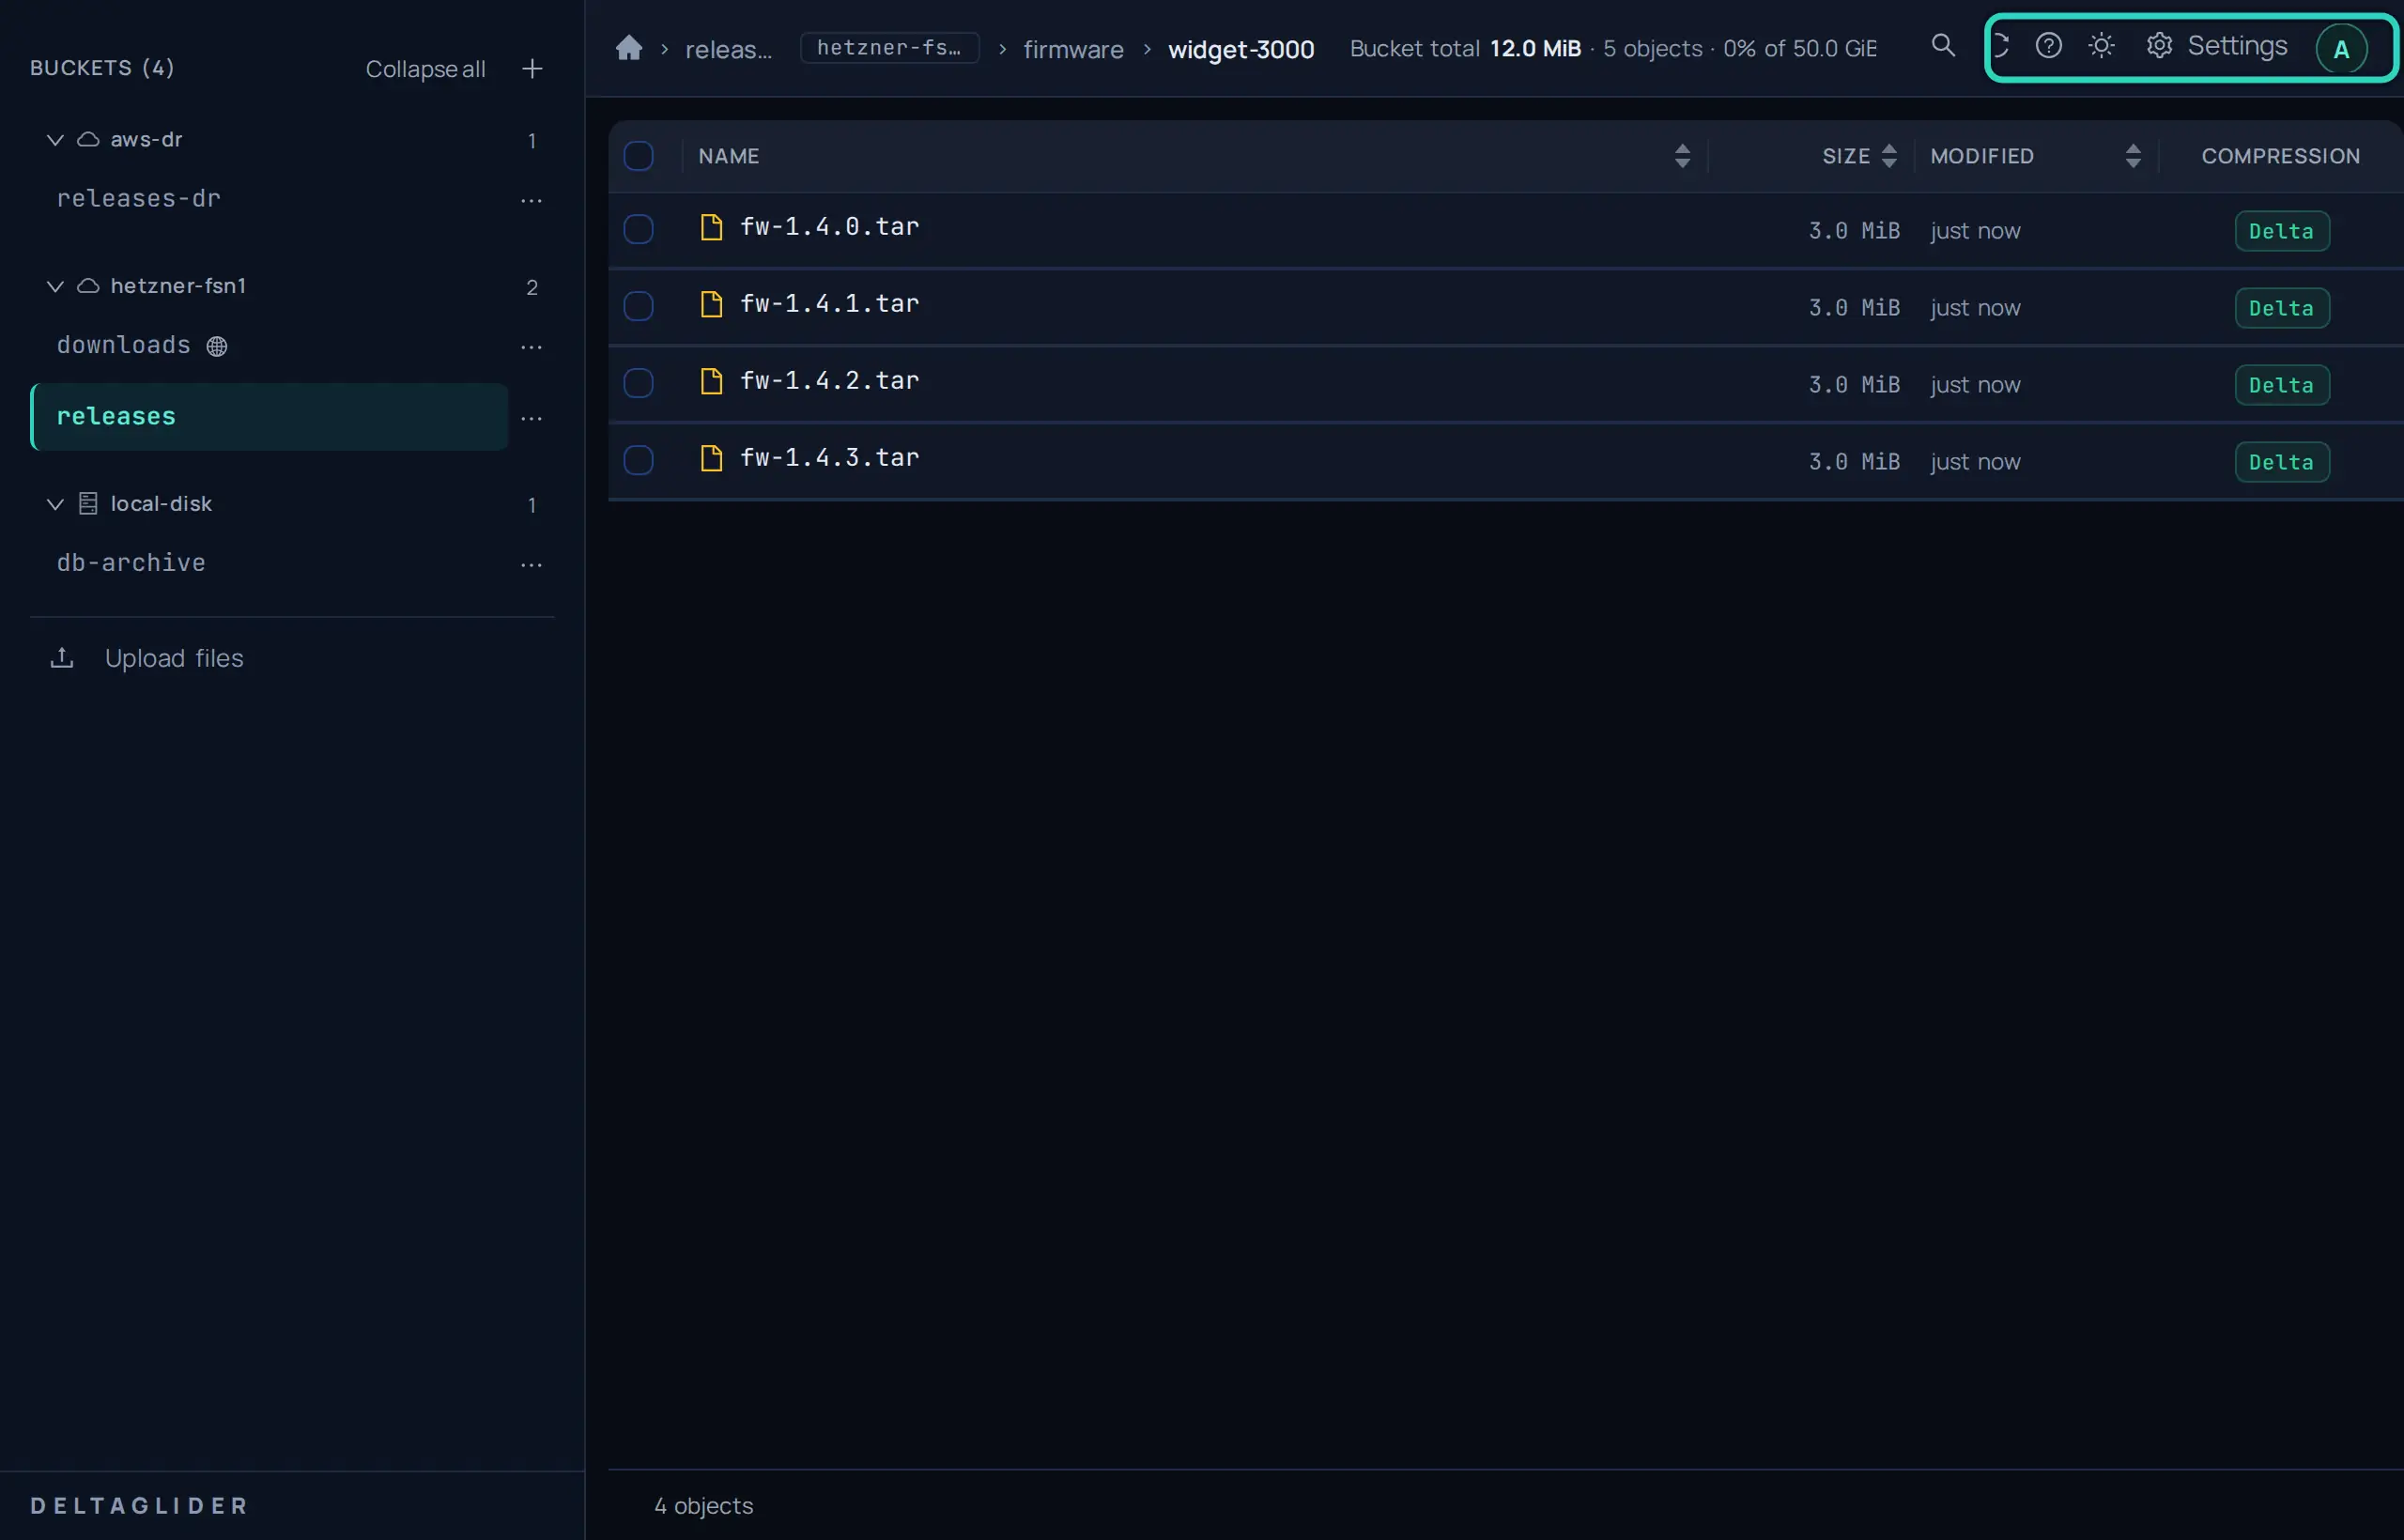 BUCKETS (4) Collapse all
aws-dr 1
releases-dr ...
hetzner-fsn1 2
downloads ...
releases ...
local-disk 1
db-archive ...
Upload files
DELTAGLIDER
releas… hetzner-fs… firmware widget-3000 Bucket total 12.0 MiB · 5 objects · 0% of 50.0 GiB Settings A
NAME SIZE MODIFIED COMPRESSION
fw-1.4.0.tar 3.0 MiB just now Delta
fw-1.4.1.tar 3.0 MiB just now Delta
fw-1.4.2.tar 3.0 MiB just now Delta
fw-1.4.3.tar 3.0 MiB just now Delta
4 objects